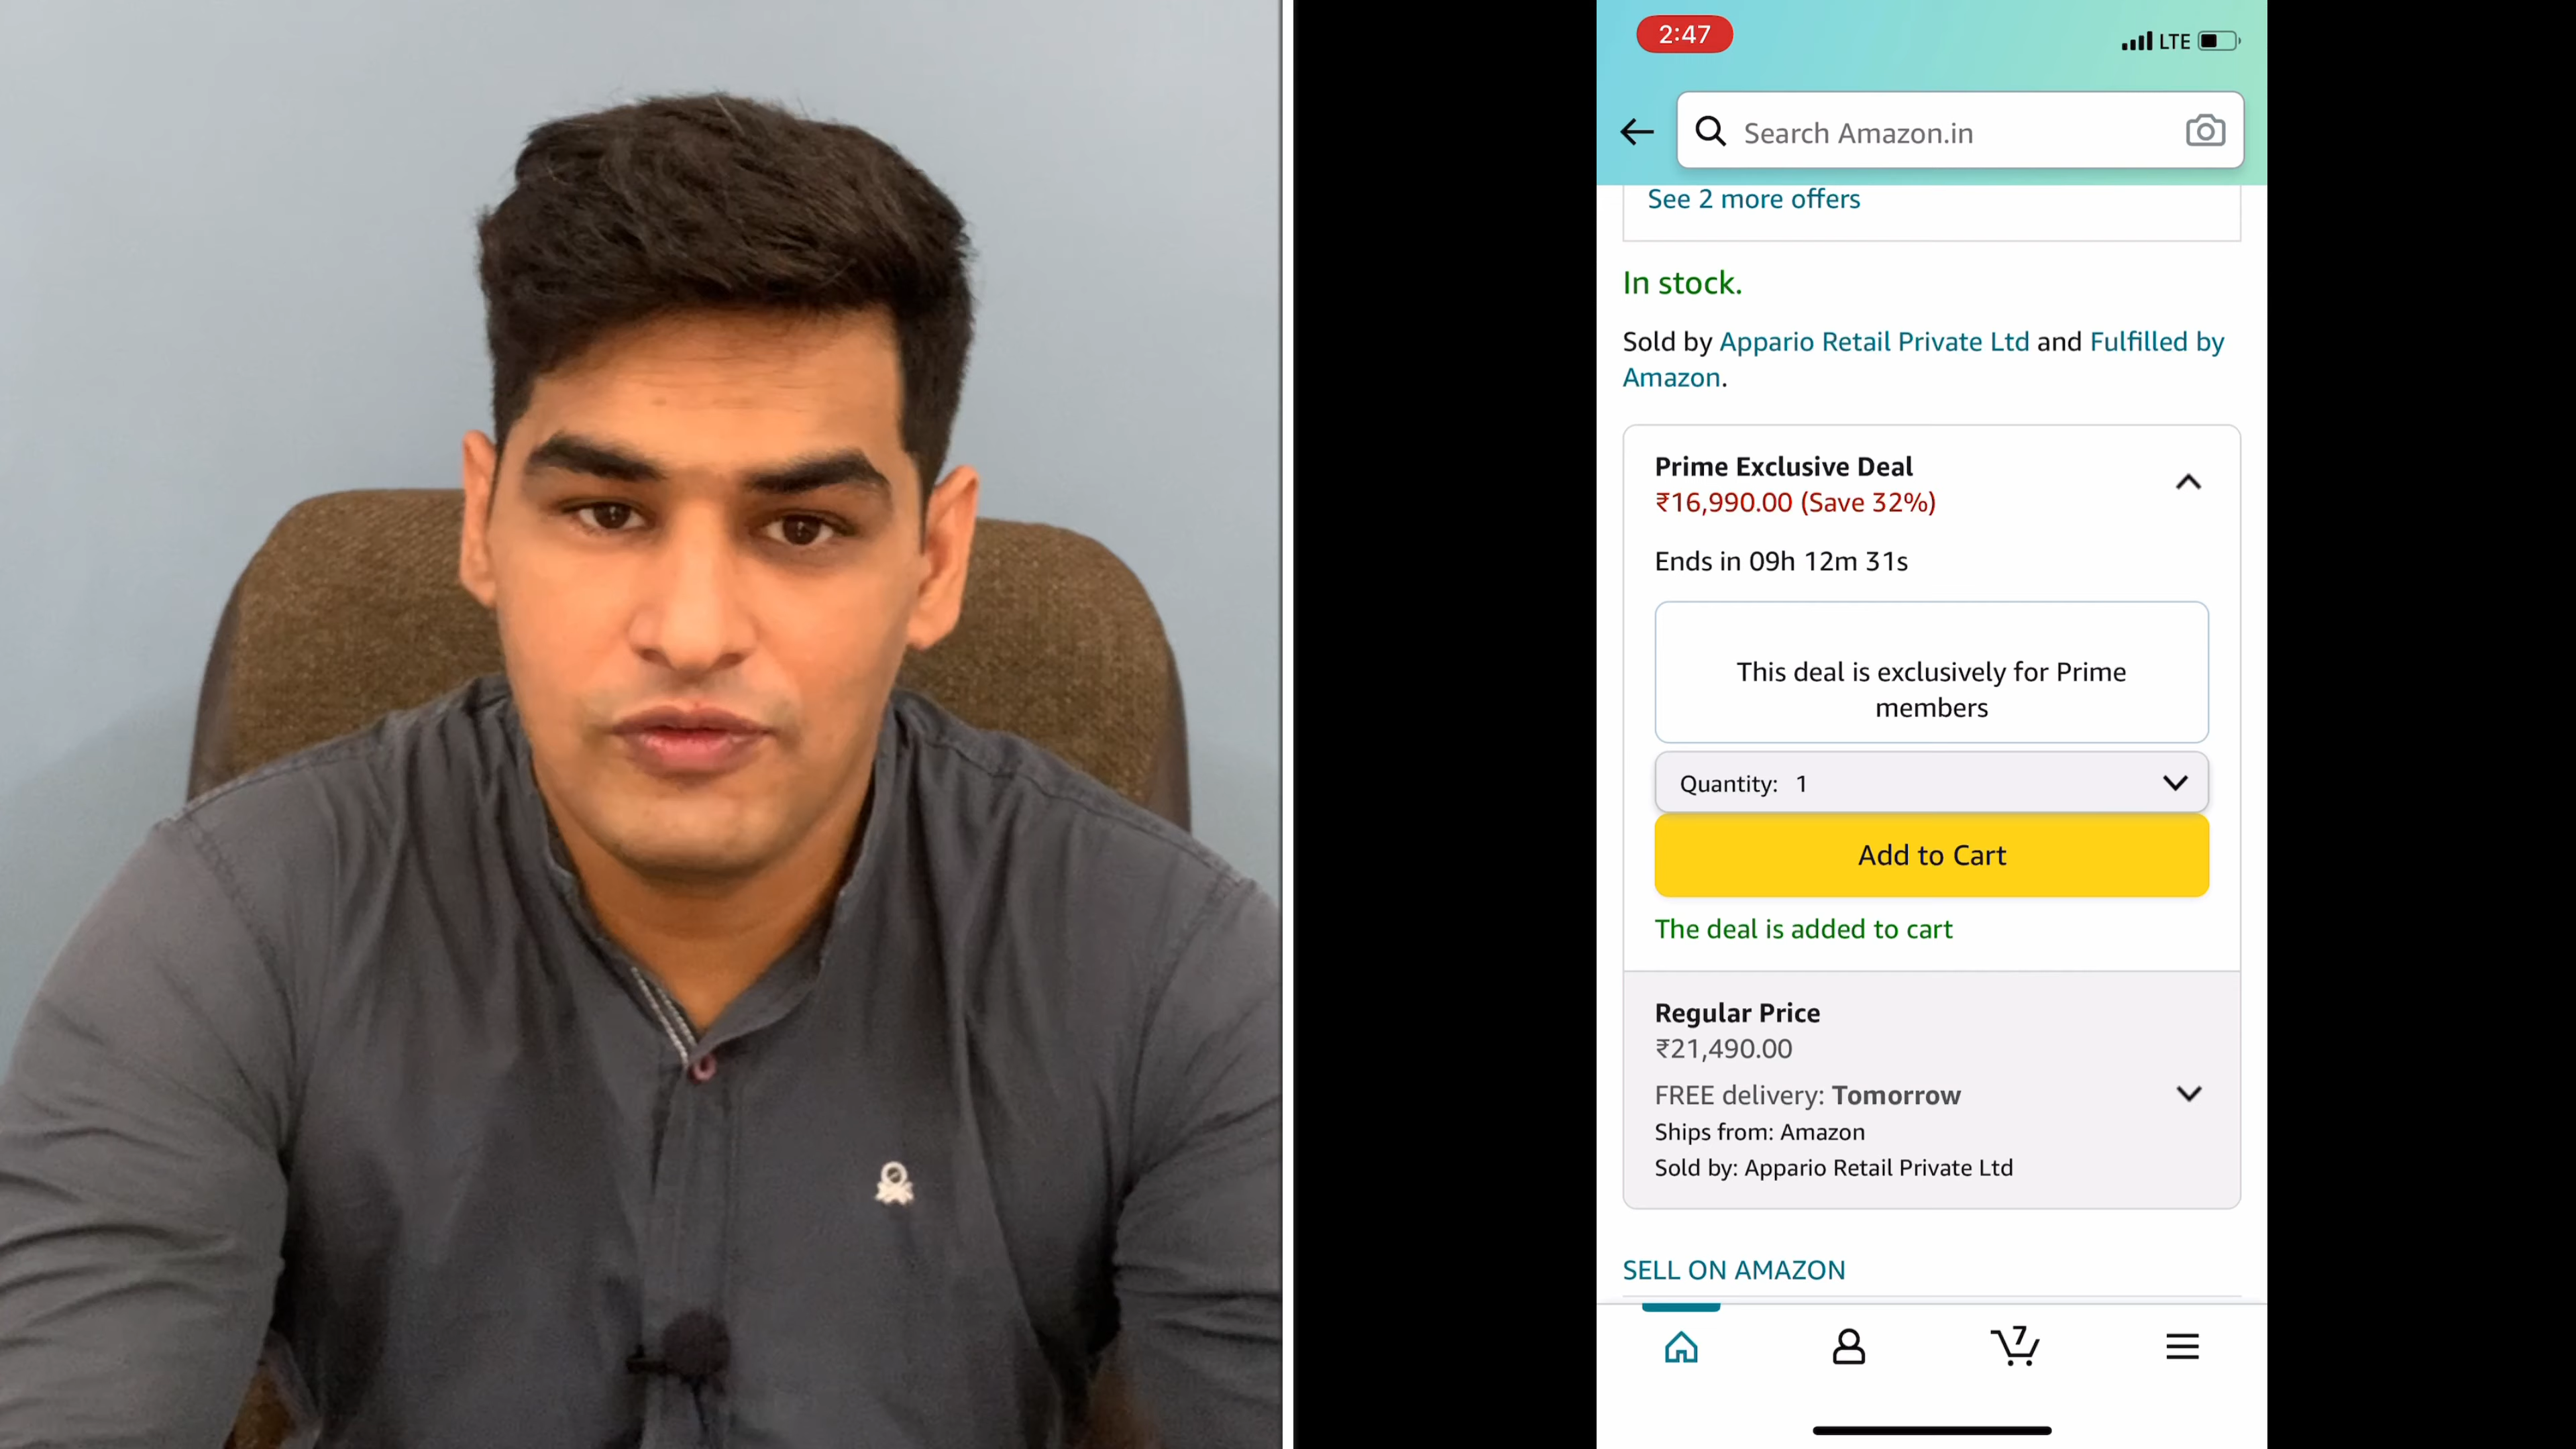 2:47
LTE
Search Amazon.in
See 2 more offers
In stock.
Sold by Appario Retail Private Ltd and Fulfilled by
Amazon.
Prime Exclusive Deal
₹16,990.00 (Save 32%)
Ends in 09h 12m 31s
This deal is exclusively for Prime
members
Quantity: 1
Add to Cart
The deal is added to cart
Regular Price
₹21,490.00
FREE delivery: Tomorrow
Ships from: Amazon
Sold by: Appario Retail Private Ltd
SELL ON AMAZON
7